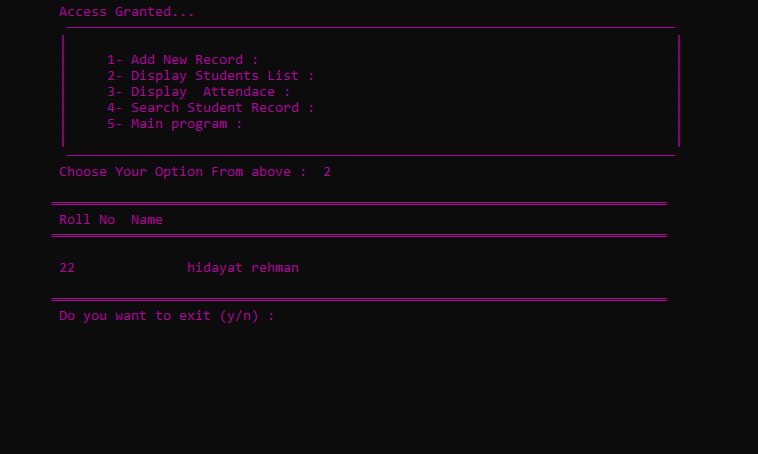 Access Granted...
1- Add New Record :
2- Display Students List :
3- Display  Attendace :
4- Search Student Record :
5- Main program :
Choose Your Option From above :  2
Roll No  Name
22              hidayat rehman
Do you want to exit (y/n) :